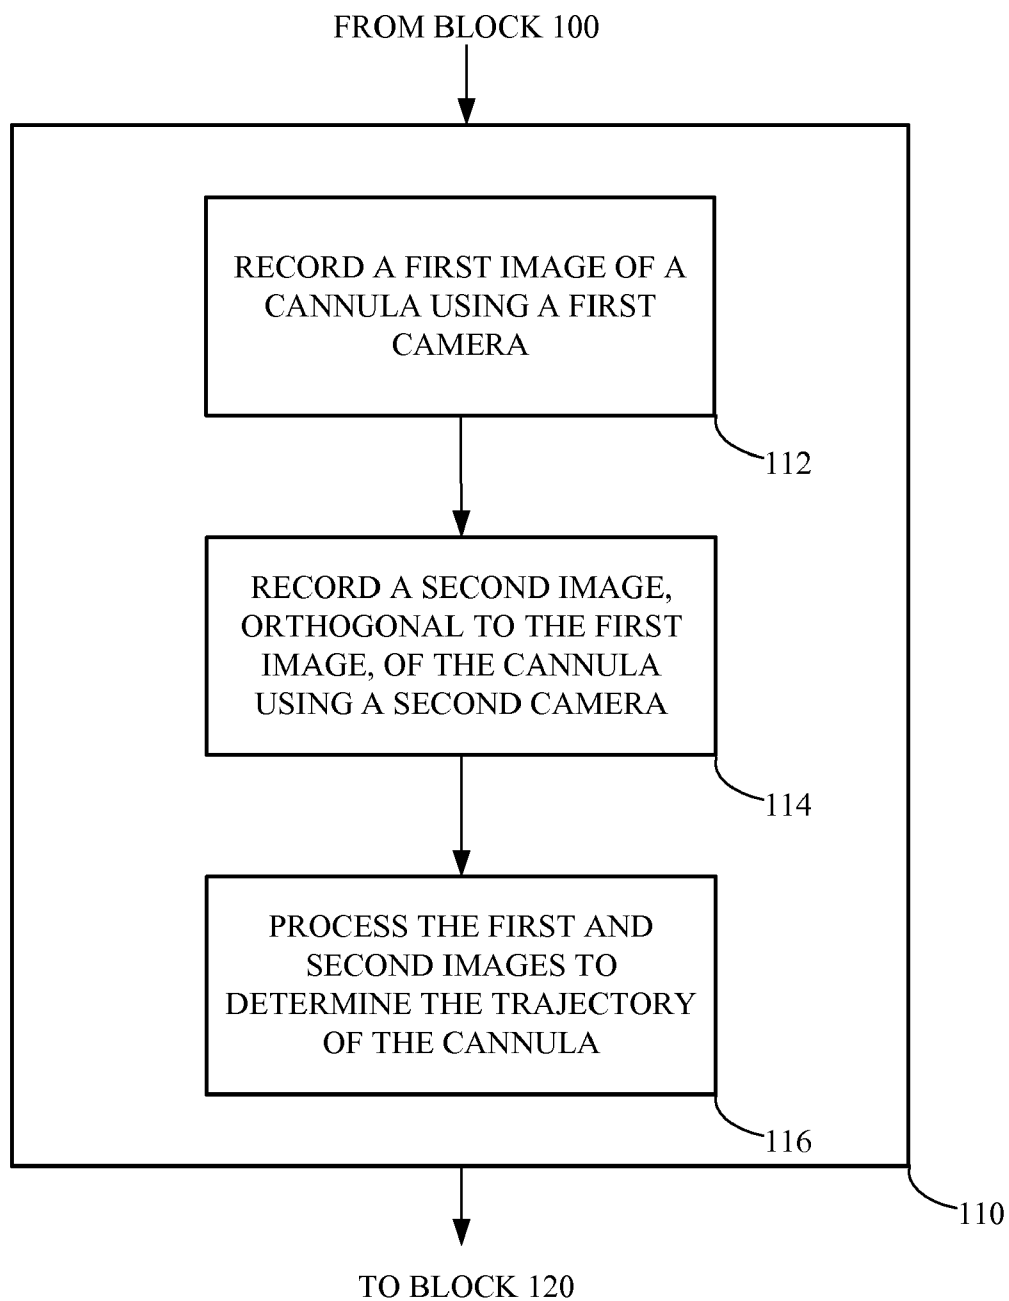 FROM BLOCK 100
RECORD A FIRST IMAGE OF A
CANNULA USING A FIRST
CAMERA
112
RECORD A SECOND IMAGE,
ORTHOGONAL TO THE FIRST
IMAGE, OF THE CANNULA
USING A SECOND CAMERA
114
PROCESS THE FIRST AND
SECOND IMAGES TO
DETERMINE THE TRAJECTORY
OF THE CANNULA
116
110
TO BLOCK 120